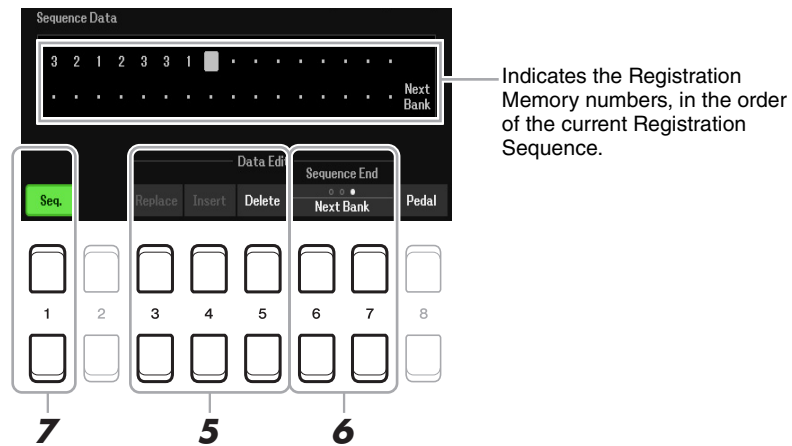 Sequence Data
3 2 1 2 3 3 1
Next
Bank
Indicates the Registration
Memory numbers, in the order
of the current Registration
Sequence.
Data Edit
Sequence End
Seq. Replace Insert Delete Next Bank Pedal
1 2 3 4 5 6 7 8
7 5 6